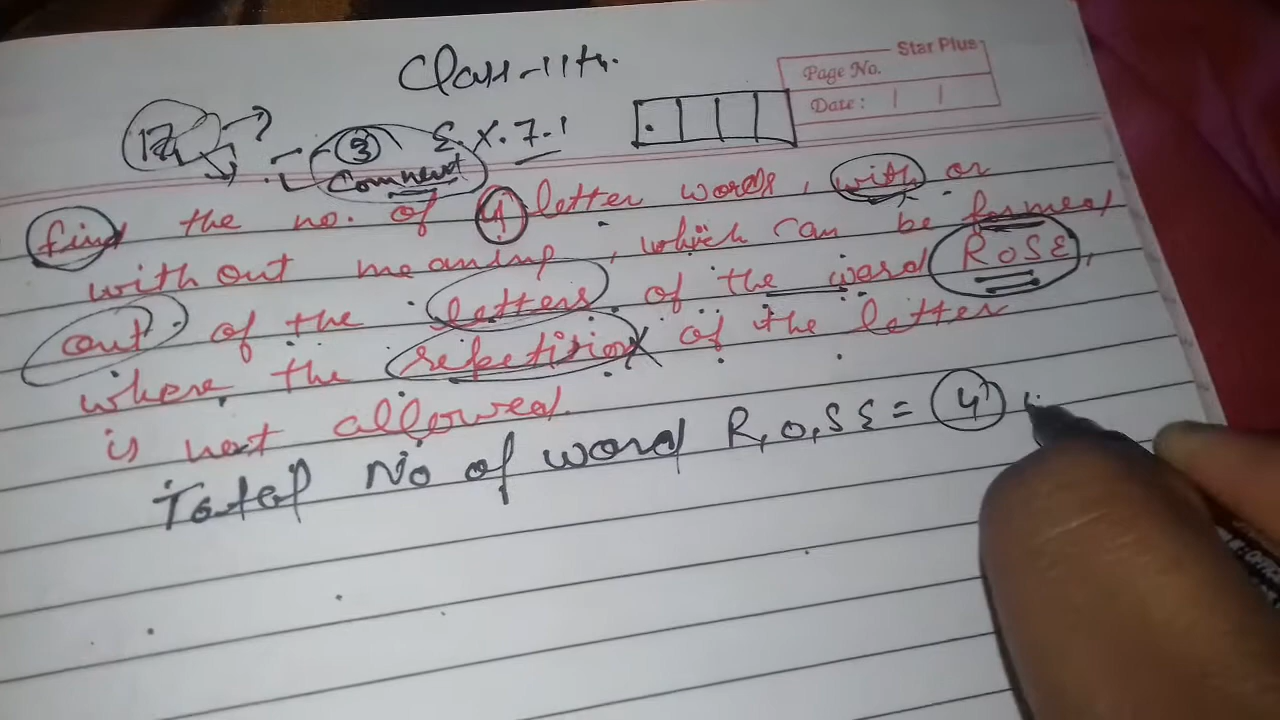 Class-11th.
Star Plus
Page No.
Date:
3
E.X.7.1
Comment
find the no. of 4 letter words, with or
without meaning, which can be formed
out of the letters of the word ROSE,
where the repetition of the letter
is not allowed.
Total No of word R,O,S E = 4